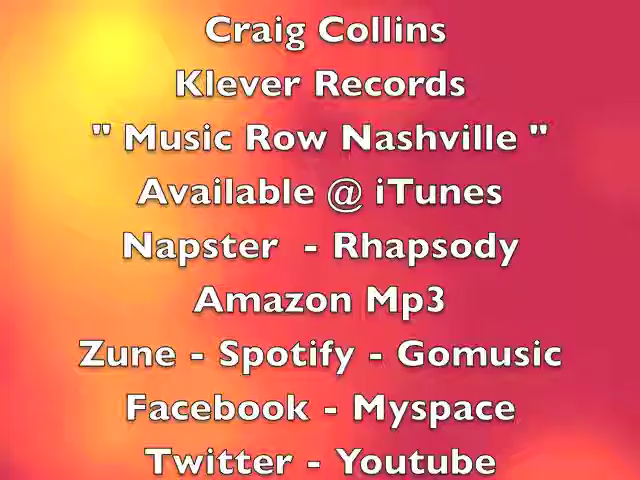 Craig Collins
Klever Records
" Music Row Nashville "
Available @ iTunes
Napster - Rhapsody
Amazon Mp3
Zune - Spotify - Gomusic
Facebook - Myspace
Twitter - Youtube